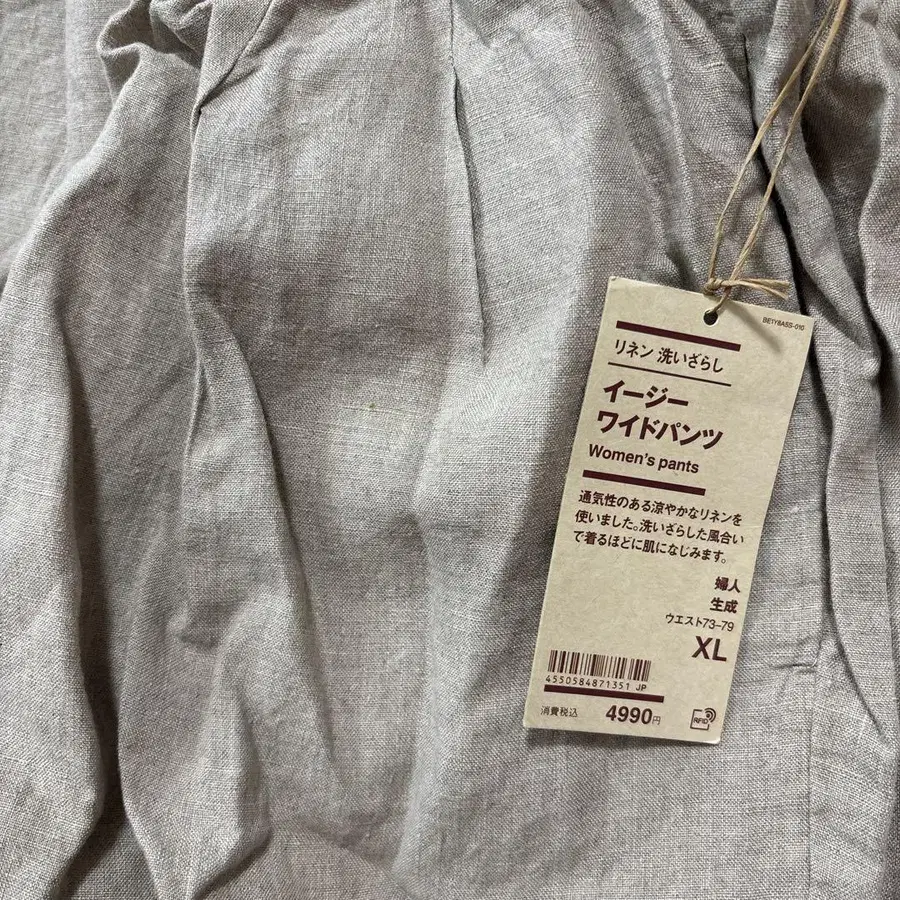 BE1Y8A5S-010
リネン 洗いざらし
イージー
ワイドパンツ
Women's pants
通気性のある涼やかなリネンを
使いました。洗いざらした風合い
で着るほどに肌になじみます。
婦人
生成
ウエスト73-79
XL
4550584871351 JP
消費税込 4990円
RFID